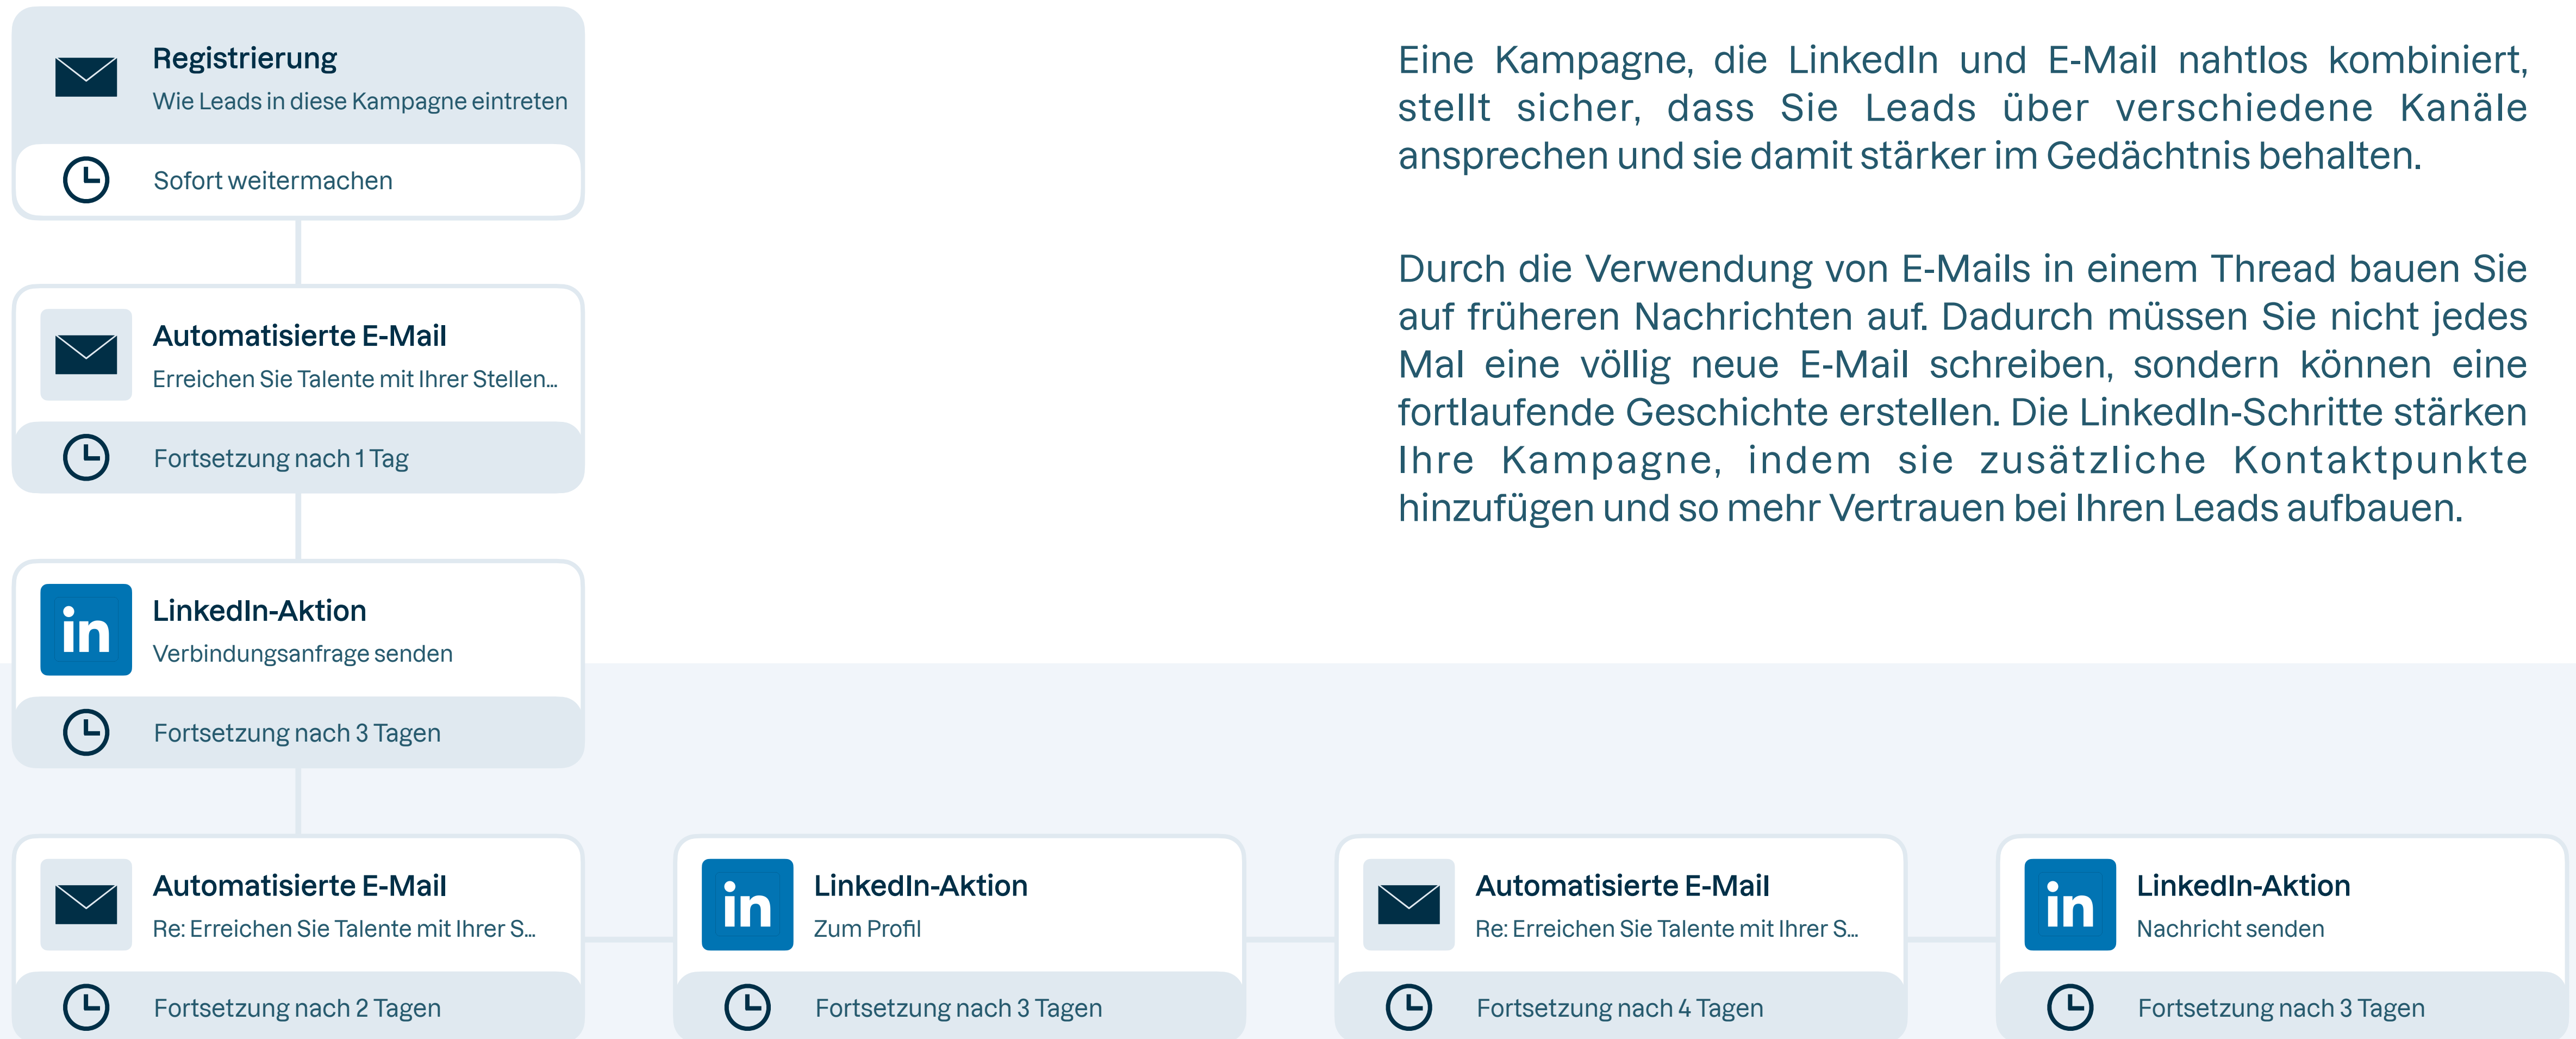 Registrierung
Wie Leads in diese Kampagne eintreten
Sofort weitermachen
Automatisierte E-Mail
Erreichen Sie Talente mit Ihrer Stellen...
Fortsetzung nach 1 Tag
in
LinkedIn-Aktion
Verbindungsanfrage senden
Fortsetzung nach 3 Tagen
Eine Kampagne, die LinkedIn und E-Mail nahtlos kombiniert,
stellt sicher, dass Sie Leads über verschiedene Kanäle
ansprechen und sie damit stärker im Gedächtnis behalten.
Durch die Verwendung von E-Mails in einem Thread bauen Sie
auf früheren Nachrichten auf. Dadurch müssen Sie nicht jedes
Mal eine völlig neue E-Mail schreiben, sondern können eine
fortlaufende Geschichte erstellen. Die LinkedIn-Schritte stärken
Ihre Kampagne, indem sie zusätzliche Kontaktpunkte
hinzufügen und so mehr Vertrauen bei Ihren Leads aufbauen.
Automatisierte E-Mail
Re: Erreichen Sie Talente mit Ihrer S...
Fortsetzung nach 2 Tagen
in
LinkedIn-Aktion
Zum Profil
Fortsetzung nach 3 Tagen
Automatisierte E-Mail
Re: Erreichen Sie Talente mit Ihrer S...
Fortsetzung nach 4 Tagen
in
LinkedIn-Aktion
Nachricht senden
Fortsetzung nach 3 Tagen